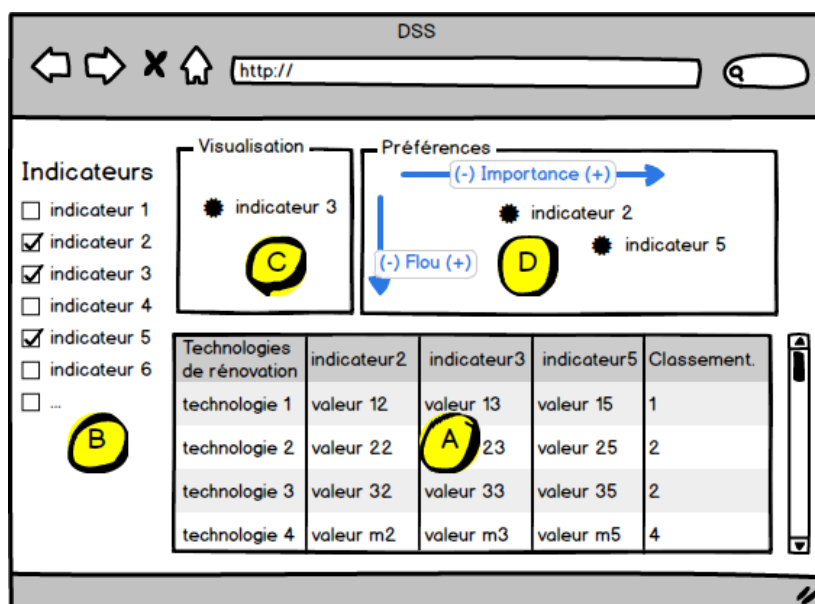 DSS
http://
Indicateurs
indicateur 1
indicateur 2
indicateur 3
indicateur 4
indicateur 5
indicateur 6
...
B
Visualisation
indicateur 3
C
Préférences
(-) Importance (+)
(-) Flou (+)
indicateur 2
indicateur 5
D
Technologies de rénovation indicateur2 indicateur3 indicateur5 Classement.
technologie 1 valeur 12 valeur 13 valeur 15 1
technologie 2 valeur 22 A 23 valeur 25 2
technologie 3 valeur 32 valeur 33 valeur 35 2
technologie 4 valeur m2 valeur m3 valeur m5 4